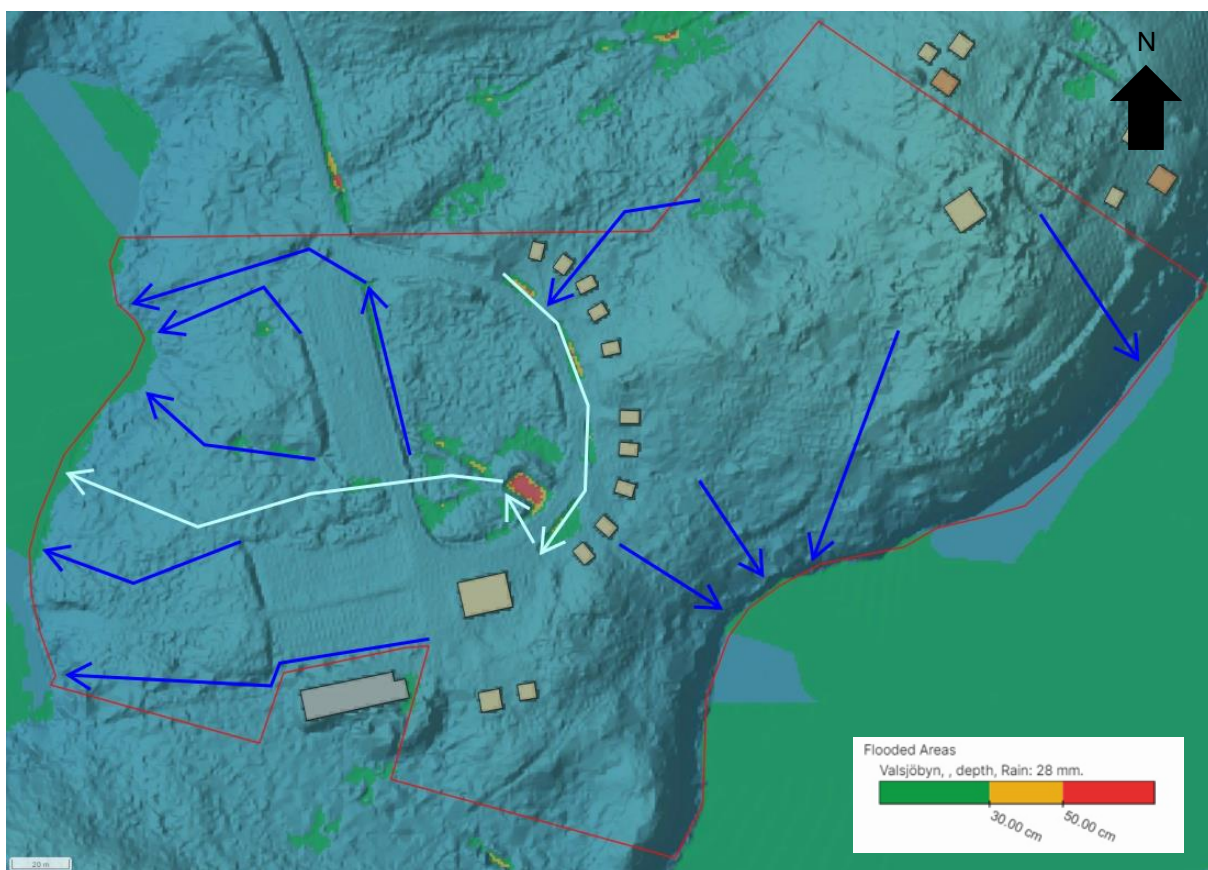 N
Flooded Areas
Valsjöbyn, , depth, Rain: 28 mm.
30.00 cm
50.00 cm
20 m